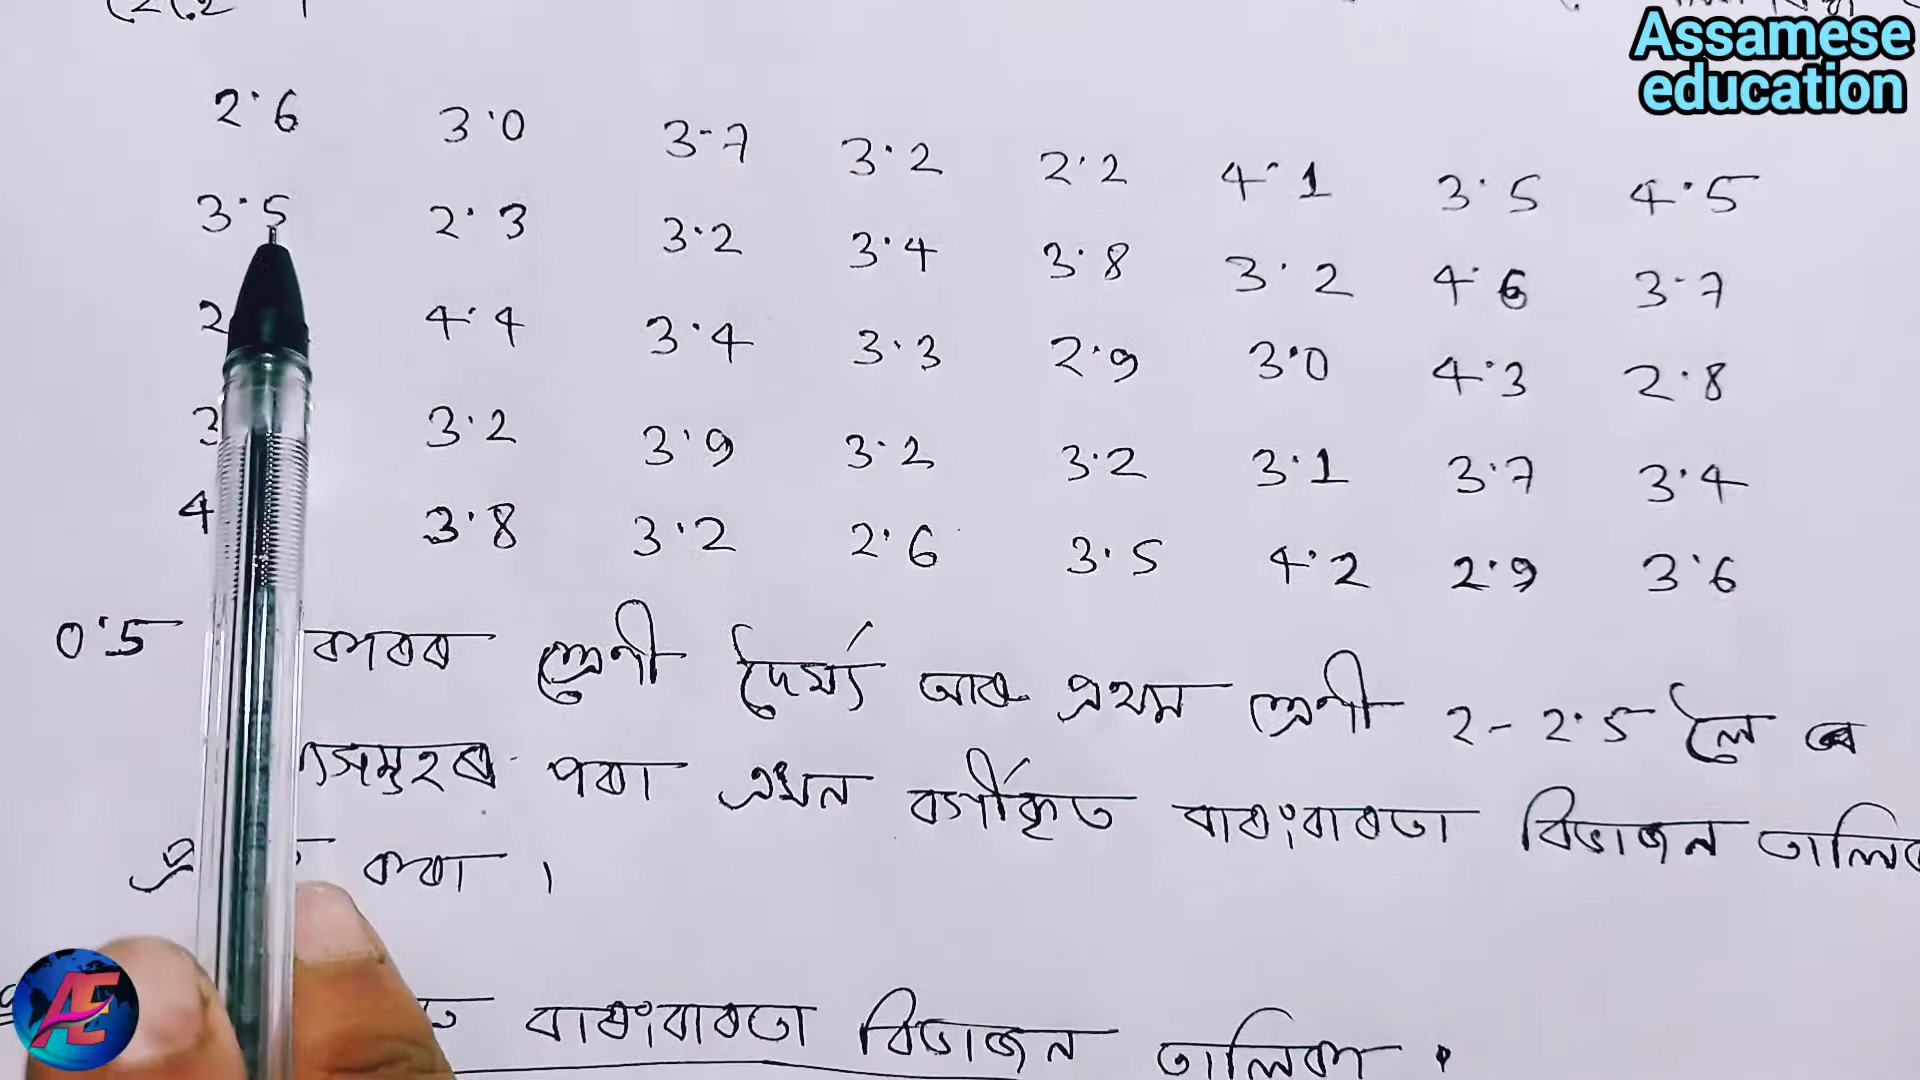 Assamese
education
2.6 3.0 3.7 3.2 2.2 4.1 3.5 4.5
3.5 2.3 3.2 3.4 3.8 3.2 4.6 3.7
2 4.4 3.4 3.3 2.9 3.0 4.3 2.8
3 3.2 3.9 3.2 3.2 3.1 3.7 3.4
4 3.8 3.2 2.6 3.5 4.2 2.9 3.6
0.5 শ্ৰেণী দৈৰ্ঘ্য আৰু প্ৰথম শ্ৰেণী 2-2.5 লৈ
পৰা এখন বৰ্গীকৃত বাৰংবাৰতা বিভাজন
কৰা ।
বাৰংবাৰতা বিভাজন তালিকা
AE